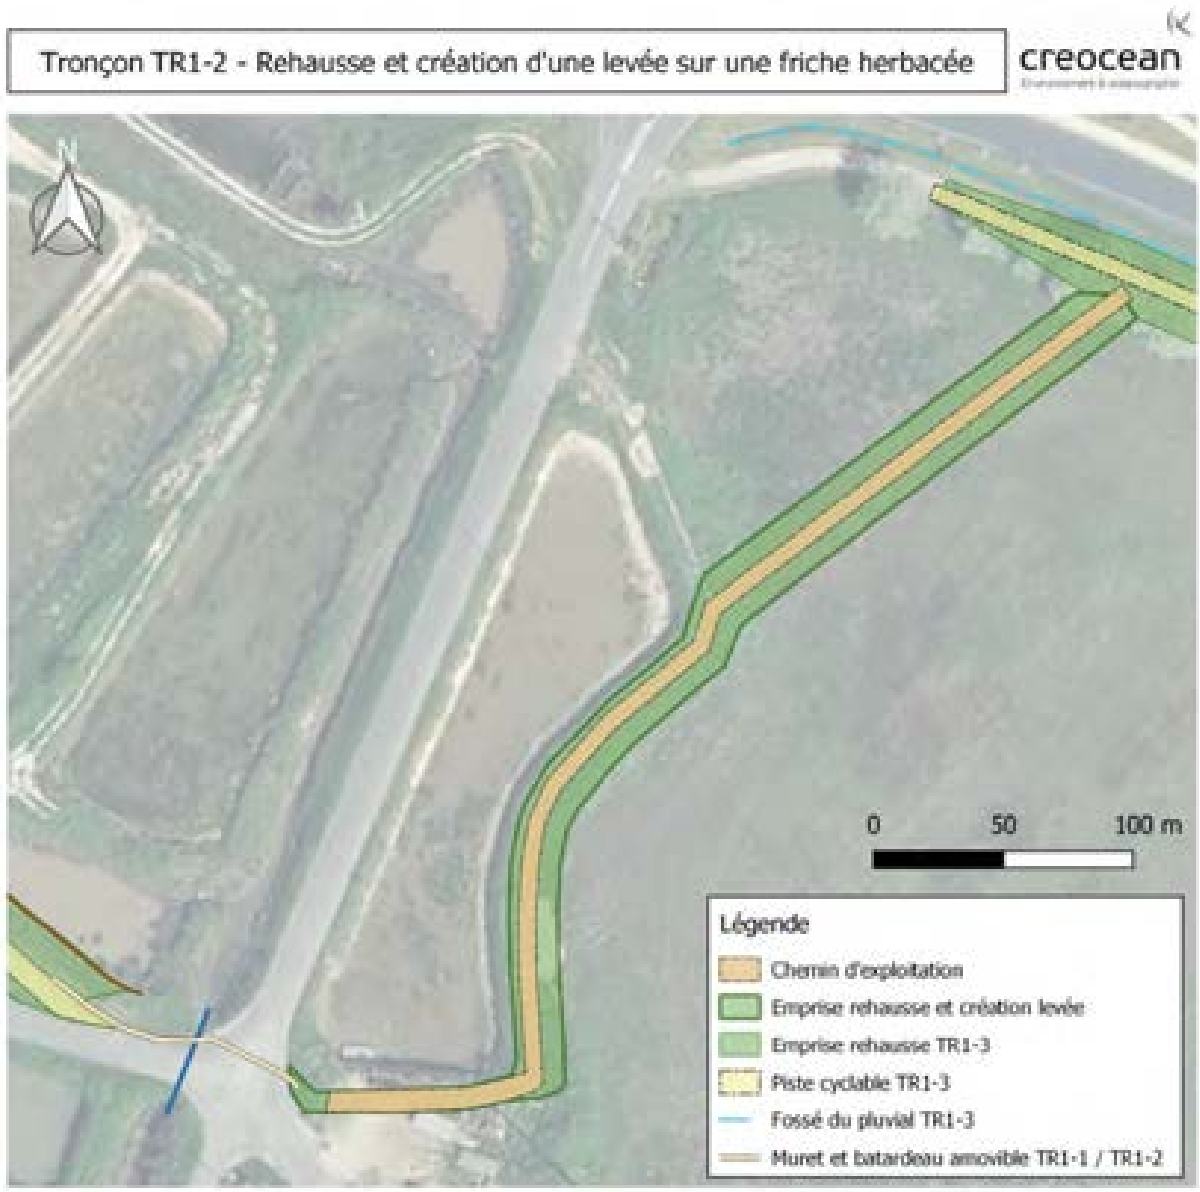 Tronçon TR1-2 - Rehausse et création d'une levée sur une friche herbacée
creocean
N
0 50 100 m
Légende
Chemin d'exploitation
Emprise rehausse et création levée
Emprise rehausse TR1-3
Piste cyclable TR1-3
Fossé du pluvial TR1-3
Muret et batardeau amovible TR1-1 / TR1-2